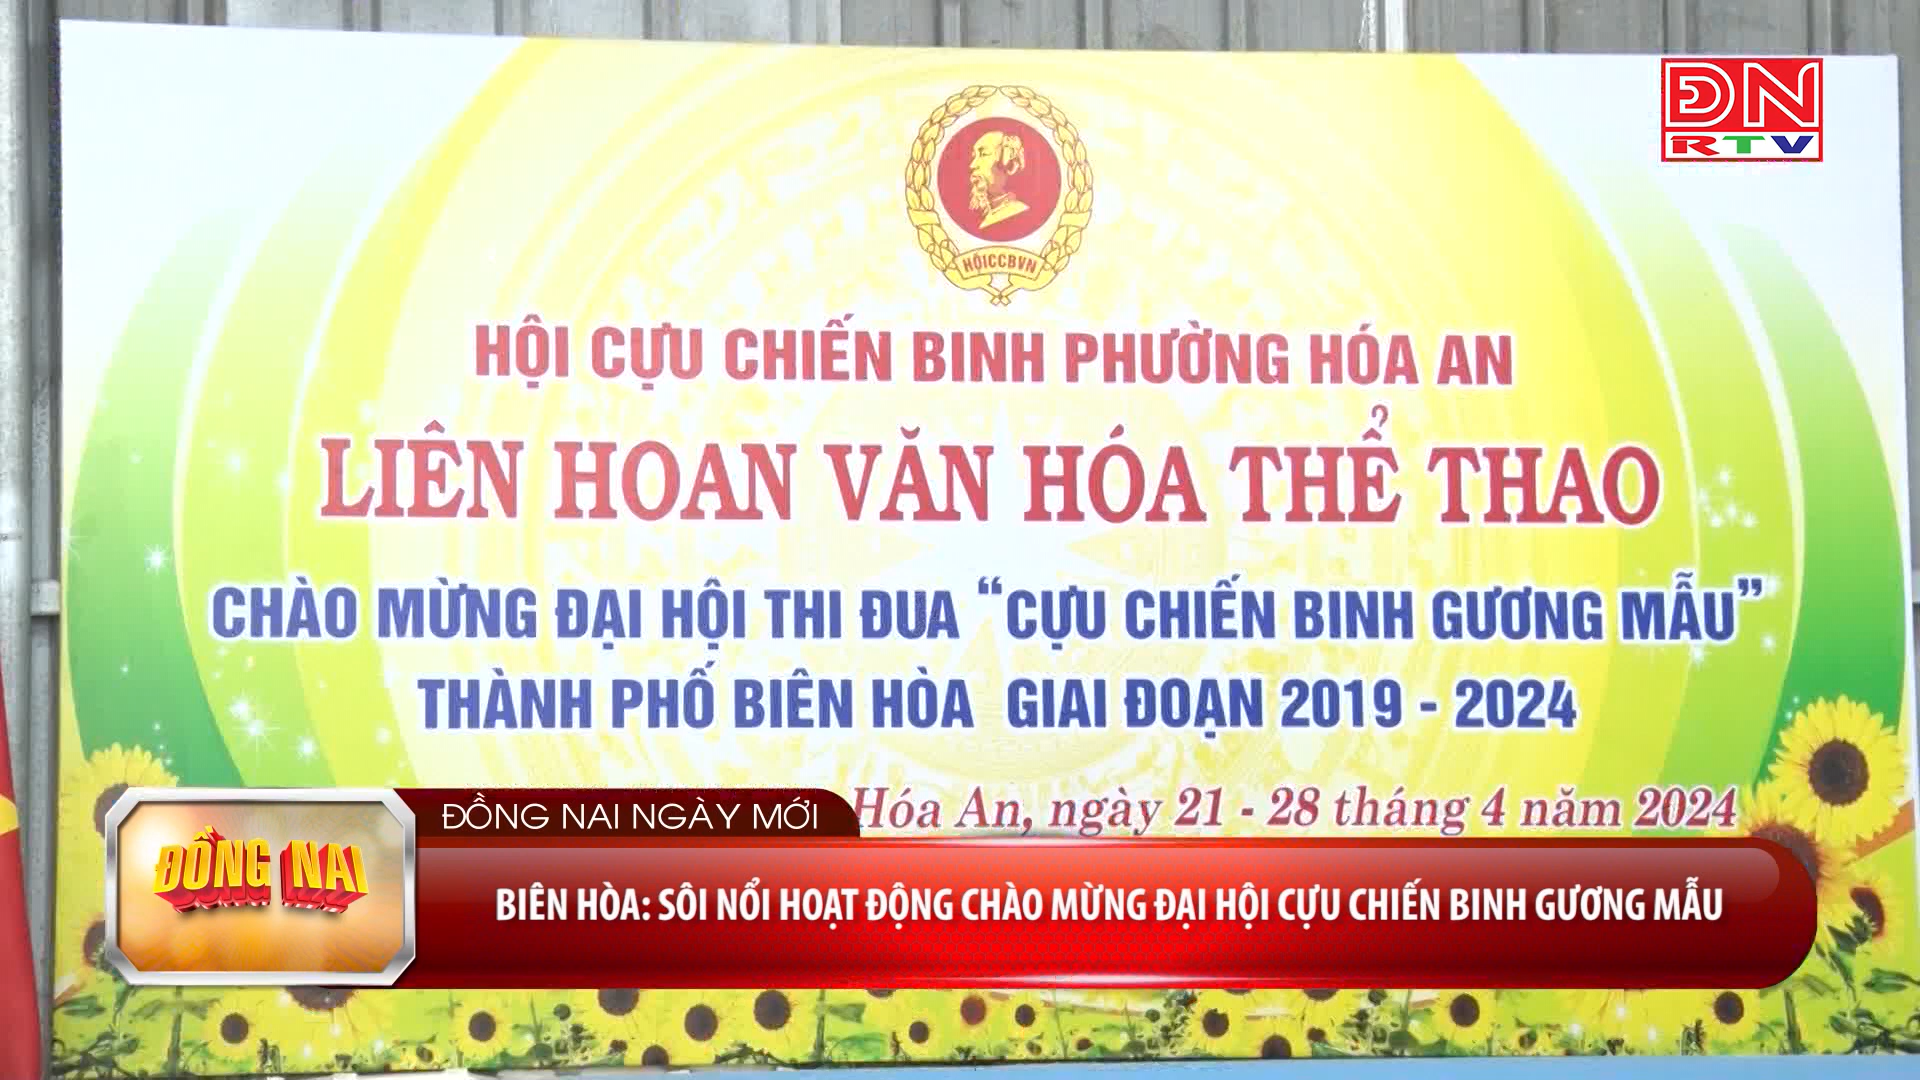 ĐN
RTV
HỘICCBVN
HỘI CỰU CHIẾN BINH PHƯỜNG HÓA AN
LIÊN HOAN VĂN HÓA THỂ THAO
CHÀO MỪNG ĐẠI HỘI THI ĐUA “CỰU CHIẾN BINH GƯƠNG MẪU”
THÀNH PHỐ BIÊN HÒA GIAI ĐOẠN 2019 - 2024
Hóa An, ngày 21 - 28 tháng 4 năm 2024
ĐỒNG NAI NGÀY MỚI
ĐỒNG NAI
BIÊN HÒA: SÔI NỔI HOẠT ĐỘNG CHÀO MỪNG ĐẠI HỘI CỰU CHIẾN BINH GƯƠNG MẪU